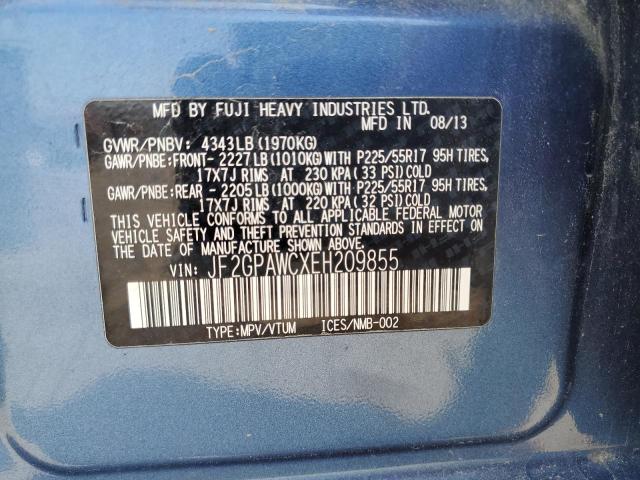 MFD BY FUJI HEAVY INDUSTRIES LTD.
MFD IN 08/13
GVWR/PNBV: 4343LB(1970KG)
GAWR/PNBE:FRONT- 2227LB(1010KG)WITH P225/55R17 95H TIRES,
17X7J RIMS AT 230 KPA(33 PSI)COLD
GAWR/PNBE:REAR - 2205LB(1000KG)WITH P225/55R17 95H TIRES,
17X7J RIMS AT 220 KPA(32 PSI)COLD
THIS VEHICLE CONFORMS TO ALL APPLICABLE FEDERAL MOTOR
VEHICLE SAFETY AND THEFT PREVENTION STANDARDS IN EFFECT ON
THE DATE OF MANUFACTURE SHOWN ABOVE.
VIN: JF2GPAWCXEH209855
TYPE:MPV/VTUM ICES/NMB-002